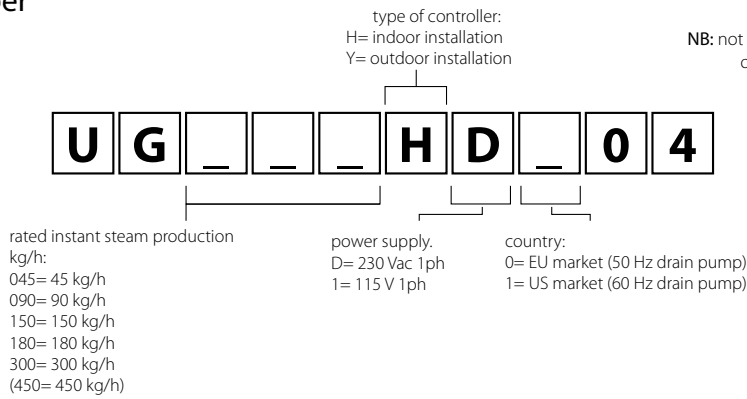 type of controller:
H= indoor installation
Y= outdoor installation
NB: not
U G _ _ _ H D _ 0 4
rated instant steam production
kg/h:
045= 45 kg/h
090= 90 kg/h
150= 150 kg/h
180= 180 kg/h
300= 300 kg/h
(450= 450 kg/h)
power supply.
D= 230 Vac 1ph
1= 115 V 1ph
country:
0= EU market (50 Hz drain pump)
1= US market (60 Hz drain pump)